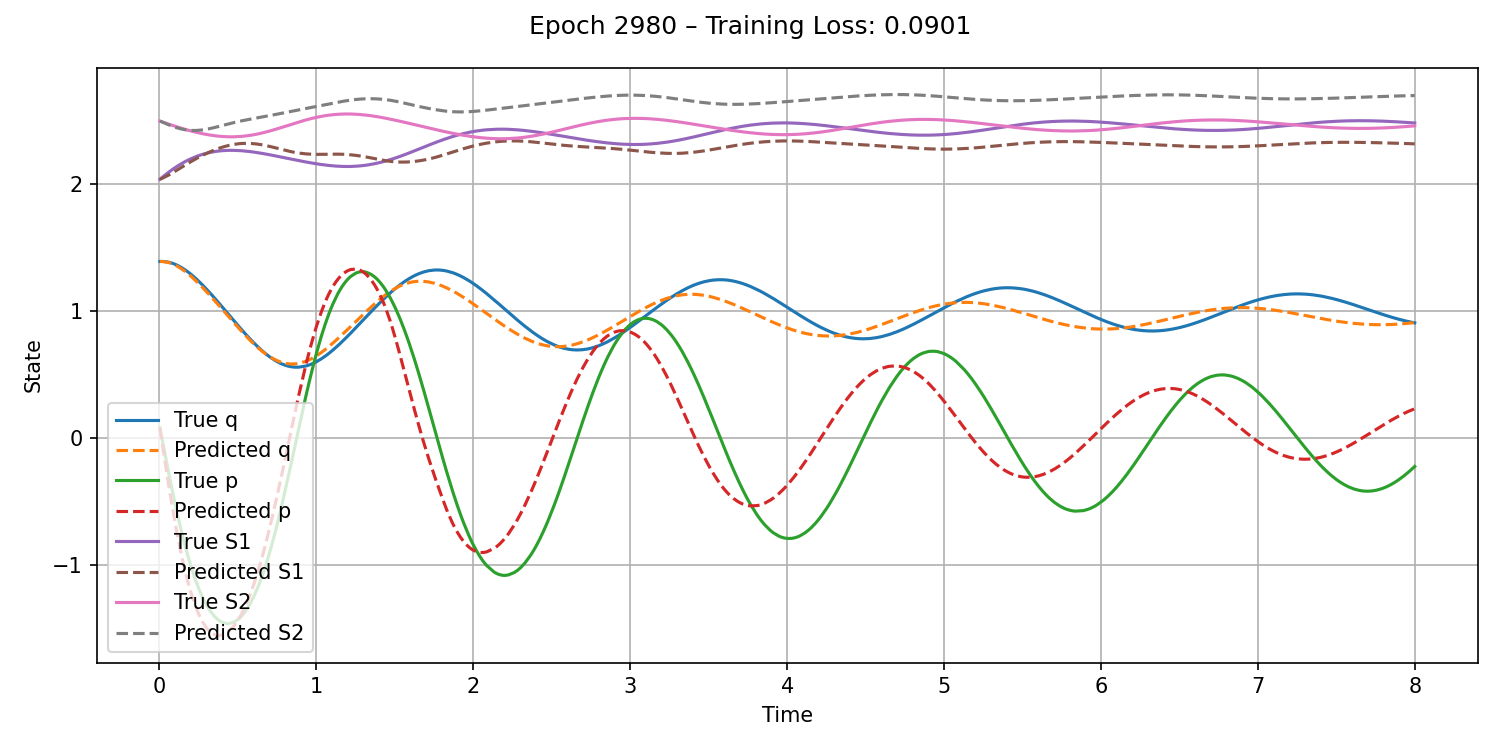 Epoch 2980 – Training Loss: 0.0901
State
2
1
0
−1
True q
Predicted q
True p
Predicted p
True S1
Predicted S1
True S2
Predicted S2
0 1 2 3 4 5 6 7 8
Time